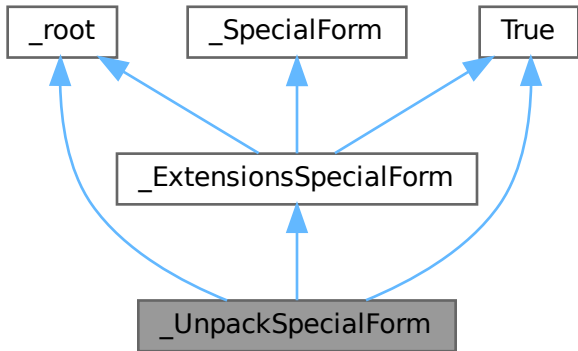 _root
_SpecialForm
True
_ExtensionsSpecialForm
_UnpackSpecialForm